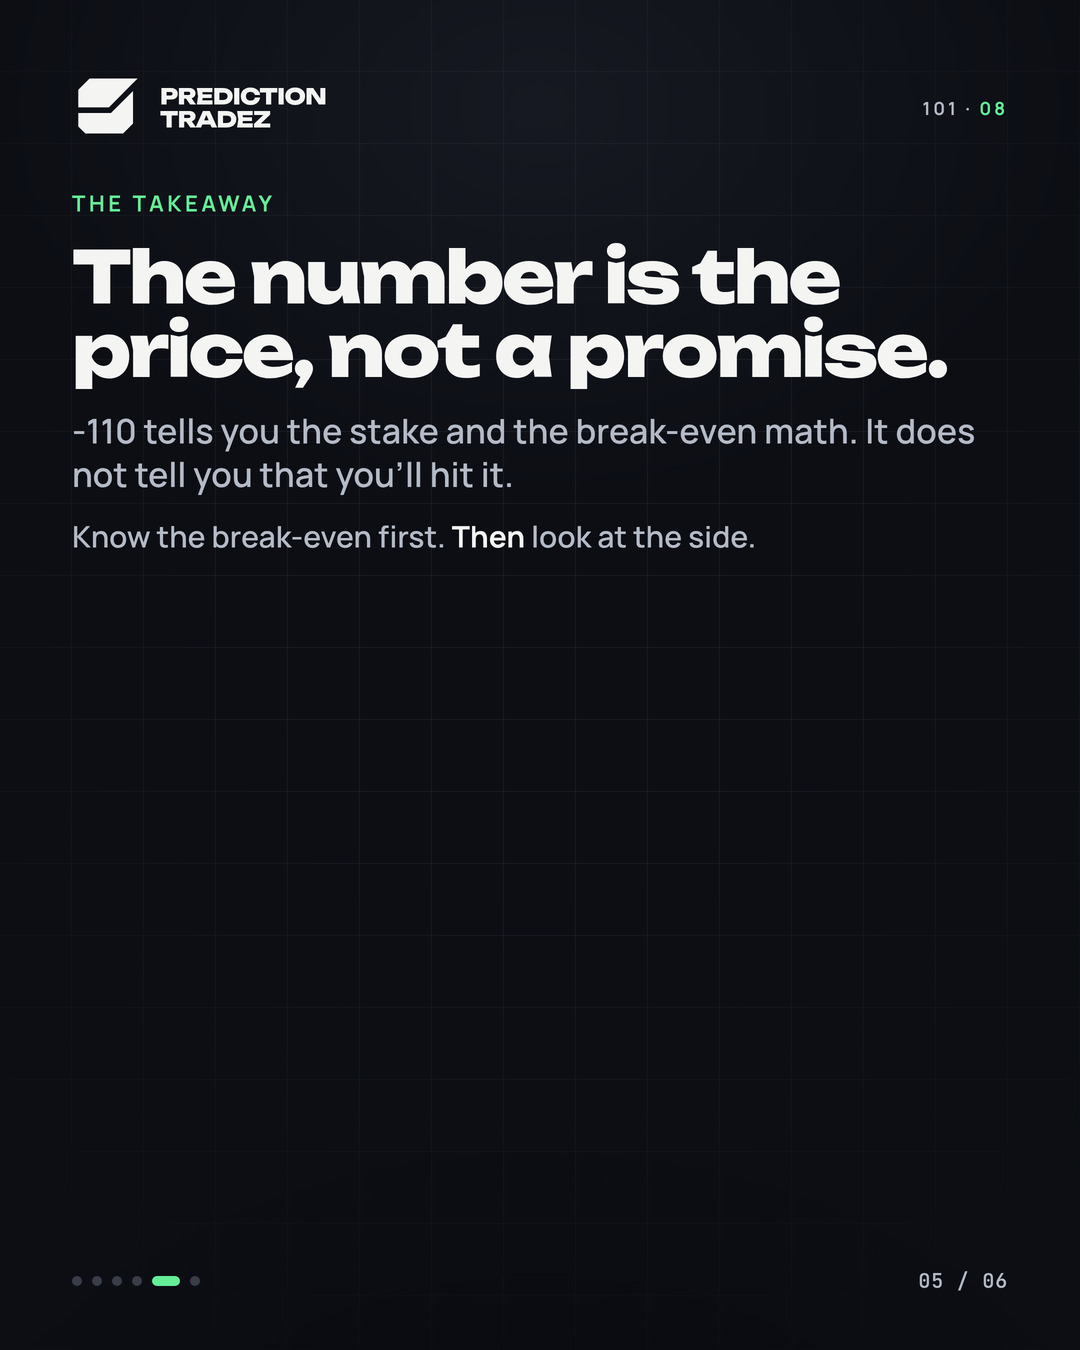 PREDICTION
TRADEZ
101 · 08
THE TAKEAWAY
The number is the
price, not a promise.
-110 tells you the stake and the break-even math. It does
not tell you that you’ll hit it.
Know the break-even first. Then look at the side.
05 / 06